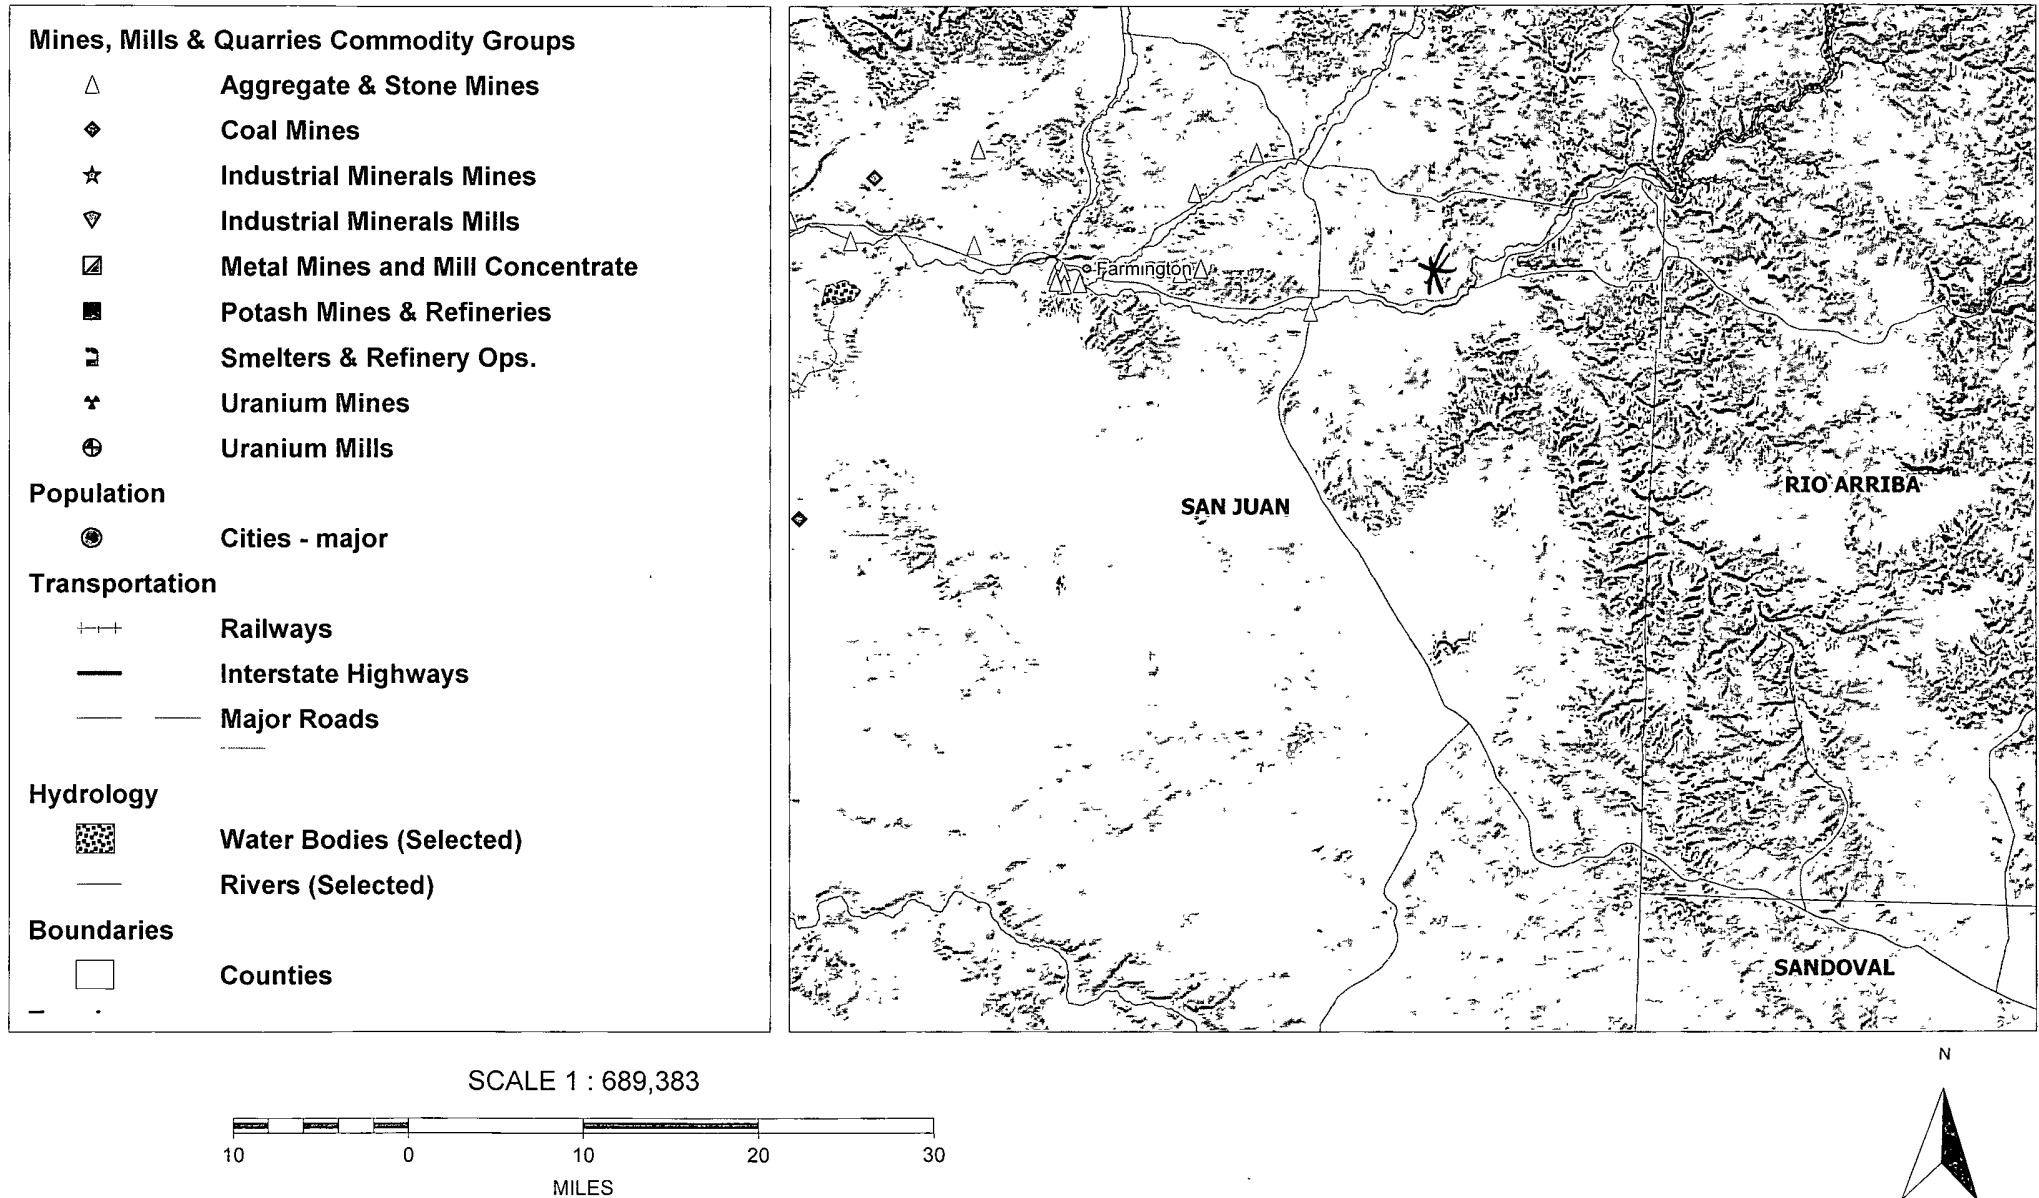 Mines, Mills & Quarries Commodity Groups
Aggregate & Stone Mines
Coal Mines
Industrial Minerals Mines
Industrial Minerals Mills
Metal Mines and Mill Concentrate
Potash Mines & Refineries
Smelters & Refinery Ops.
Uranium Mines
Uranium Mills
Population
Cities - major
Transportation
Railways
Interstate Highways
Major Roads
Hydrology
Water Bodies (Selected)
Rivers (Selected)
Boundaries
Counties
Farmington
SAN JUAN
RIO ARRIBA
SANDOVAL
SCALE 1 : 689,383
10 0 10 20 30
MILES
N